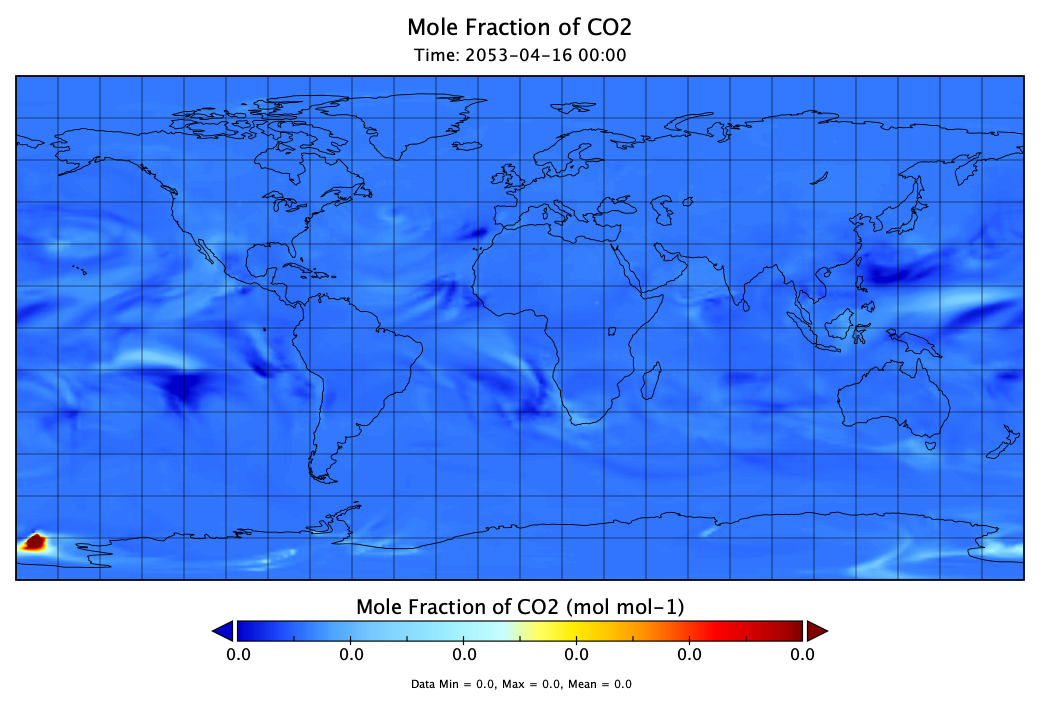 Mole Fraction of CO2
Time: 2053-04-16 00:00
Mole Fraction of CO2 (mol mol-1)
0.0 0.0 0.0 0.0 0.0 0.0
Data Min = 0.0, Max = 0.0, Mean = 0.0